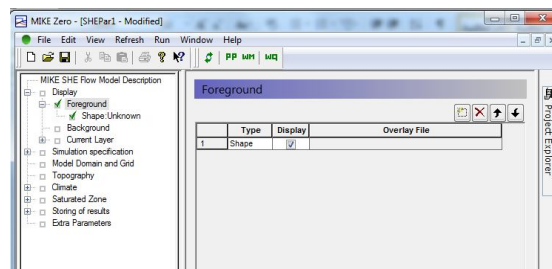 MIKE Zero - [SHEPar1 - Modified]
File Edit View Refresh Run Window Help
PP WM WQ
MIKE SHE Flow Model Description
Display
Foreground
Shape:Unknown
Background
Current Layer
Simulation specification
Model Domain and Grid
Topography
Climate
Saturated Zone
Storing of results
Extra Parameters
Foreground
Type Display Overlay File
1 Shape
Project Explorer